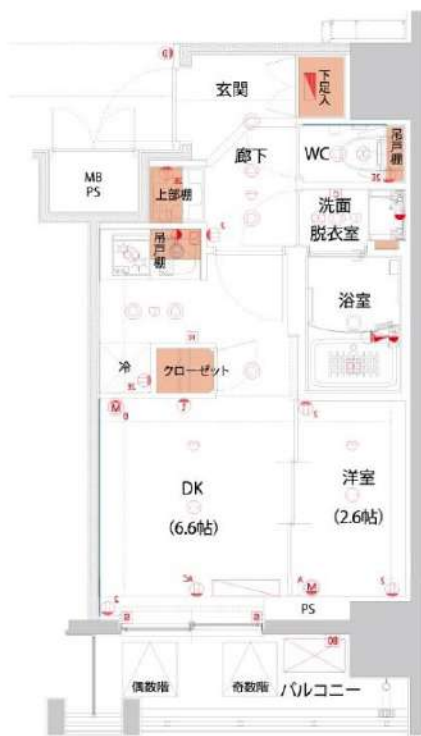 玄関
下足入
廊下
WC
吊戸棚
MB
PS
上部棚
洗面
脱衣室
吊戸棚
浴室
冷
クローゼット
M
DK
(6.6帖)
洋室
(2.6帖)
M
PS
偶数階
奇数階
バルコニー